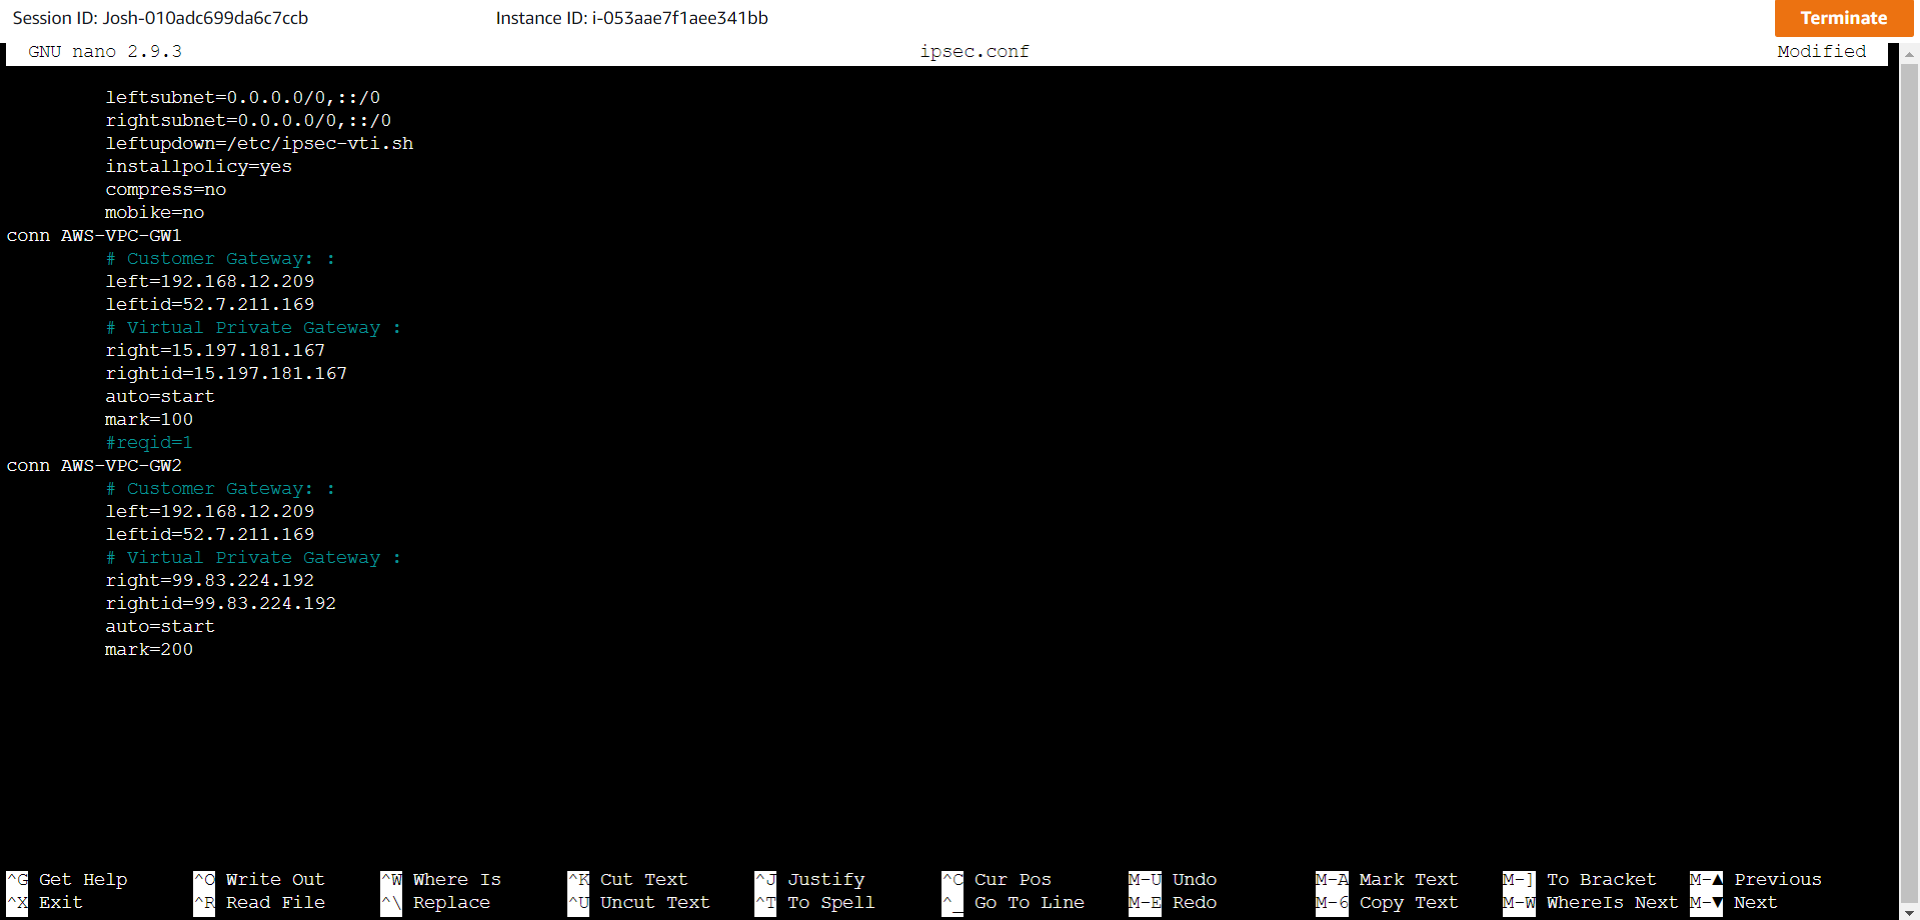 Session ID: Josh-010adc699da6c7ccb Instance ID: i-053aae7f1aee341bb Terminate
GNU nano 2.9.3 ipsec.conf Modified
leftsubnet=0.0.0.0/0,::/0
rightsubnet=0.0.0.0/0,::/0
leftupdown=/etc/ipsec-vti.sh
installpolicy=yes
compress=no
mobike=no
conn AWS-VPC-GW1
# Customer Gateway: :
left=192.168.12.209
leftid=52.7.211.169
# Virtual Private Gateway :
right=15.197.181.167
rightid=15.197.181.167
auto=start
mark=100
#reqid=1
conn AWS-VPC-GW2
# Customer Gateway: :
left=192.168.12.209
leftid=52.7.211.169
# Virtual Private Gateway :
right=99.83.224.192
rightid=99.83.224.192
auto=start
mark=200
^G Get Help ^O Write Out ^W Where Is ^K Cut Text ^J Justify ^C Cur Pos M-U Undo M-A Mark Text M-] To Bracket M-▲ Previous
^X Exit ^R Read File ^\ Replace ^U Uncut Text ^T To Spell ^_ Go To Line M-E Redo M-6 Copy Text M-W WhereIs Next M-▼ Next